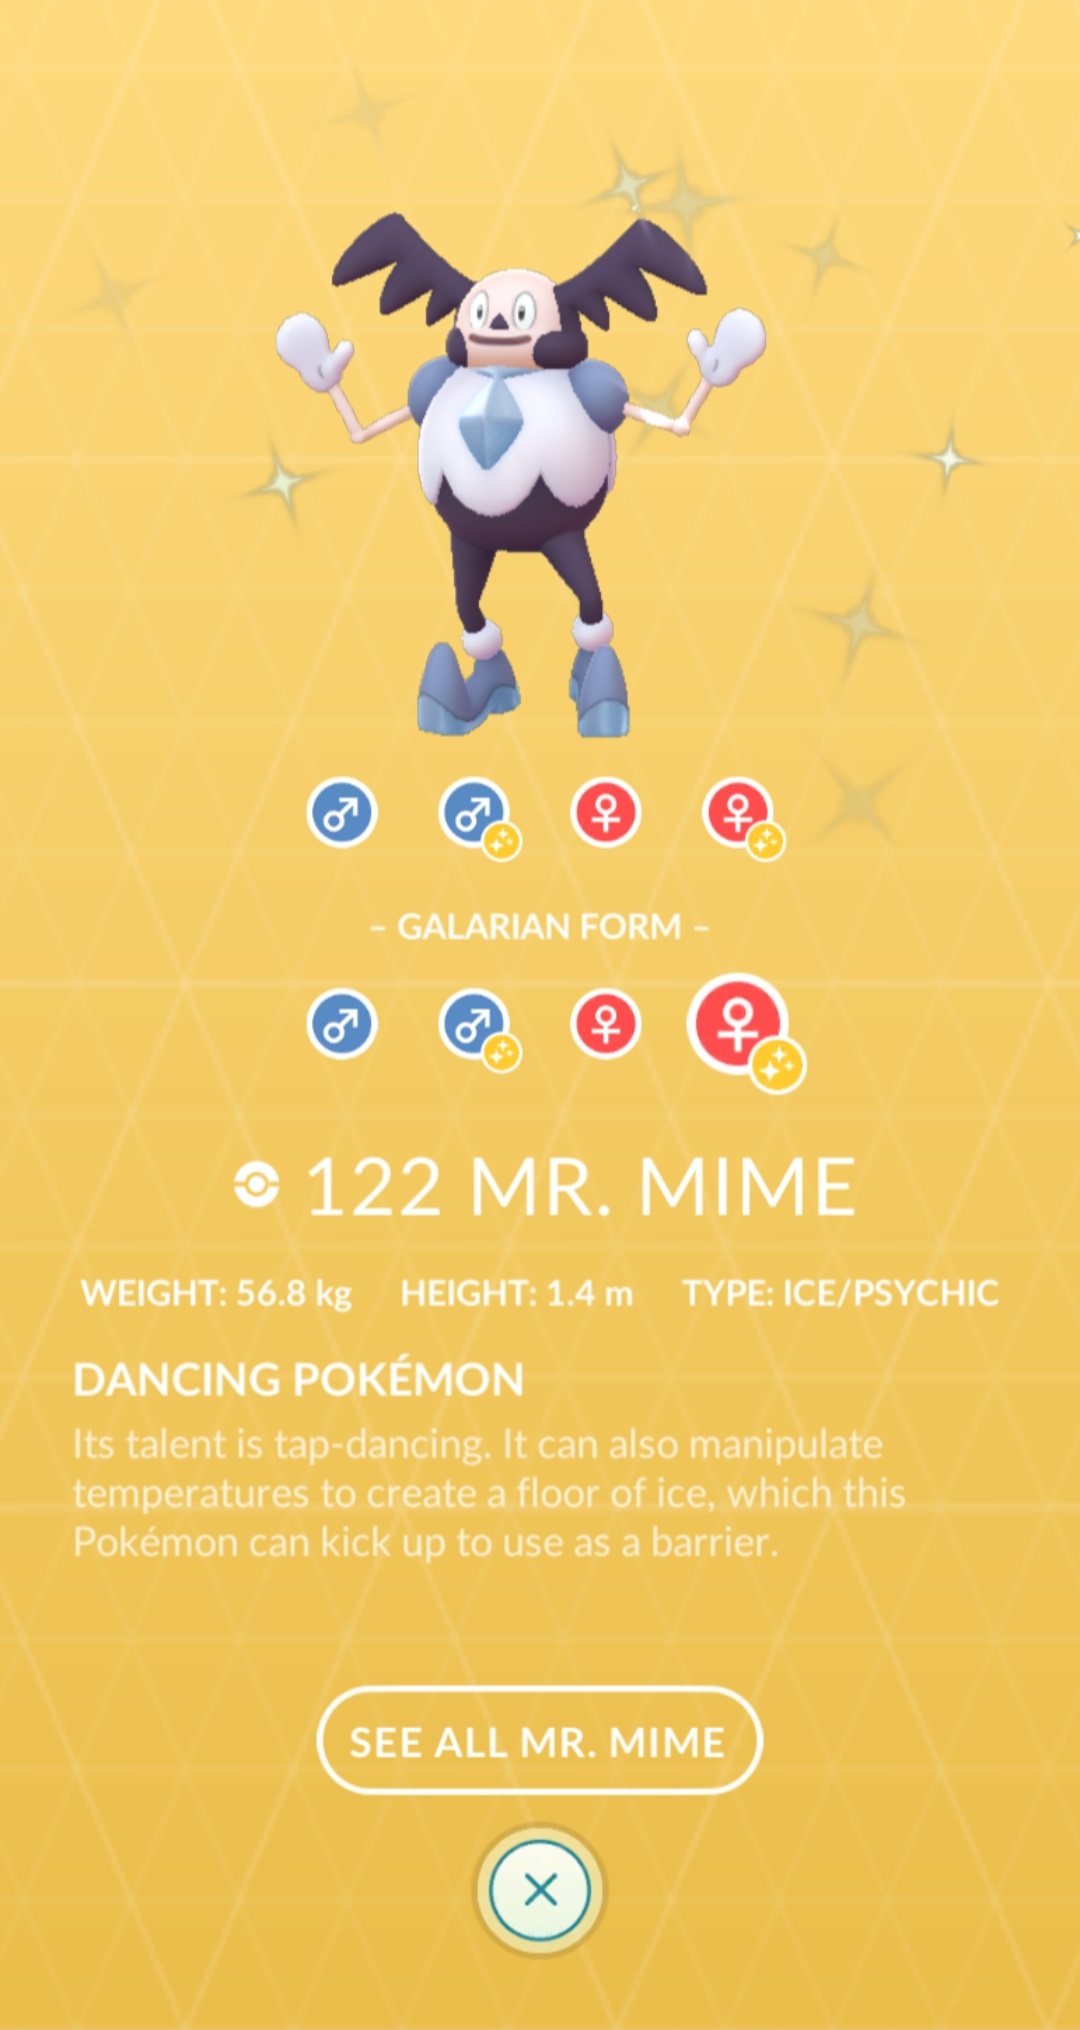 – GALARIAN FORM –
122 MR. MIME
WEIGHT: 56.8 kg HEIGHT: 1.4 m TYPE: ICE/PSYCHIC
DANCING POKÉMON
Its talent is tap-dancing. It can also manipulate
temperatures to create a floor of ice, which this
Pokémon can kick up to use as a barrier.
SEE ALL MR. MIME